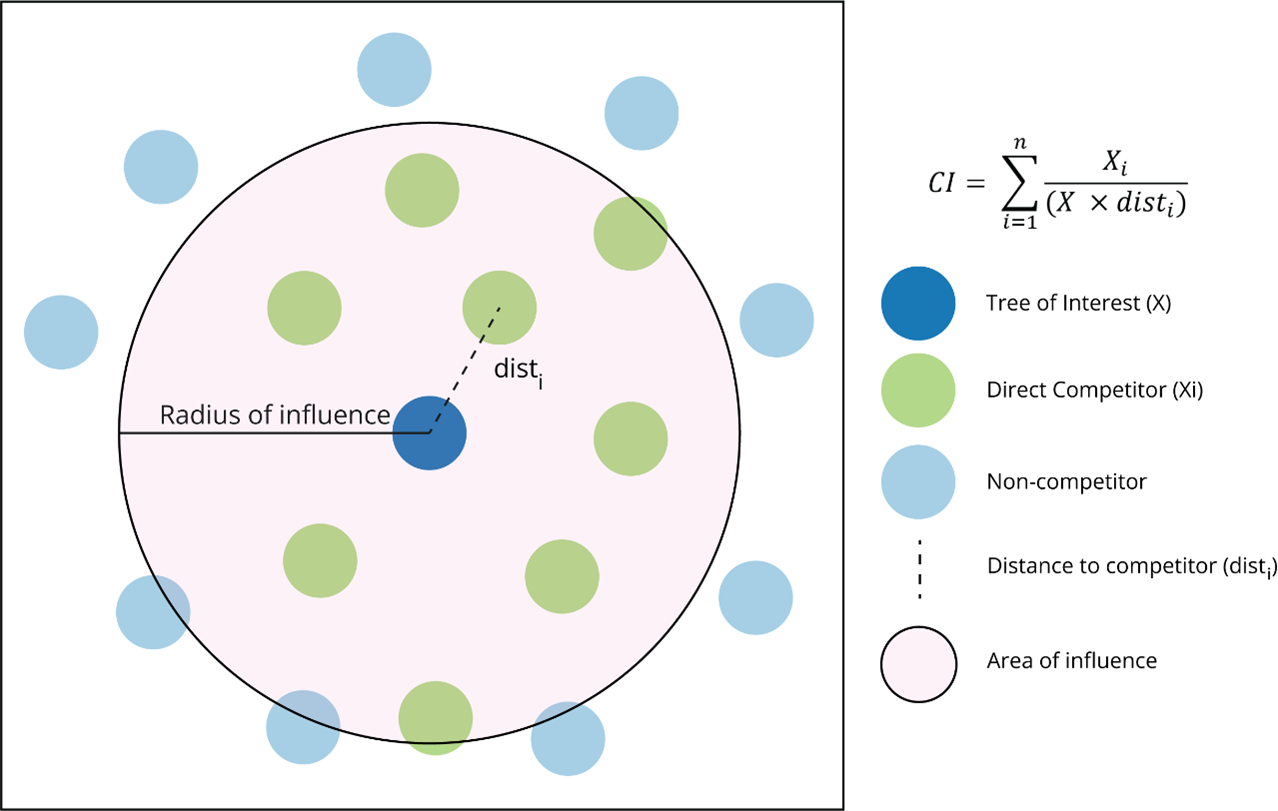 Radius of influence
dist_i
CI = \sum_{i=1}^{n} \frac{X_i}{(X \times dist_i)}
Tree of Interest (X)
Direct Competitor (Xi)
Non-competitor
Distance to competitor (dist_i)
Area of influence